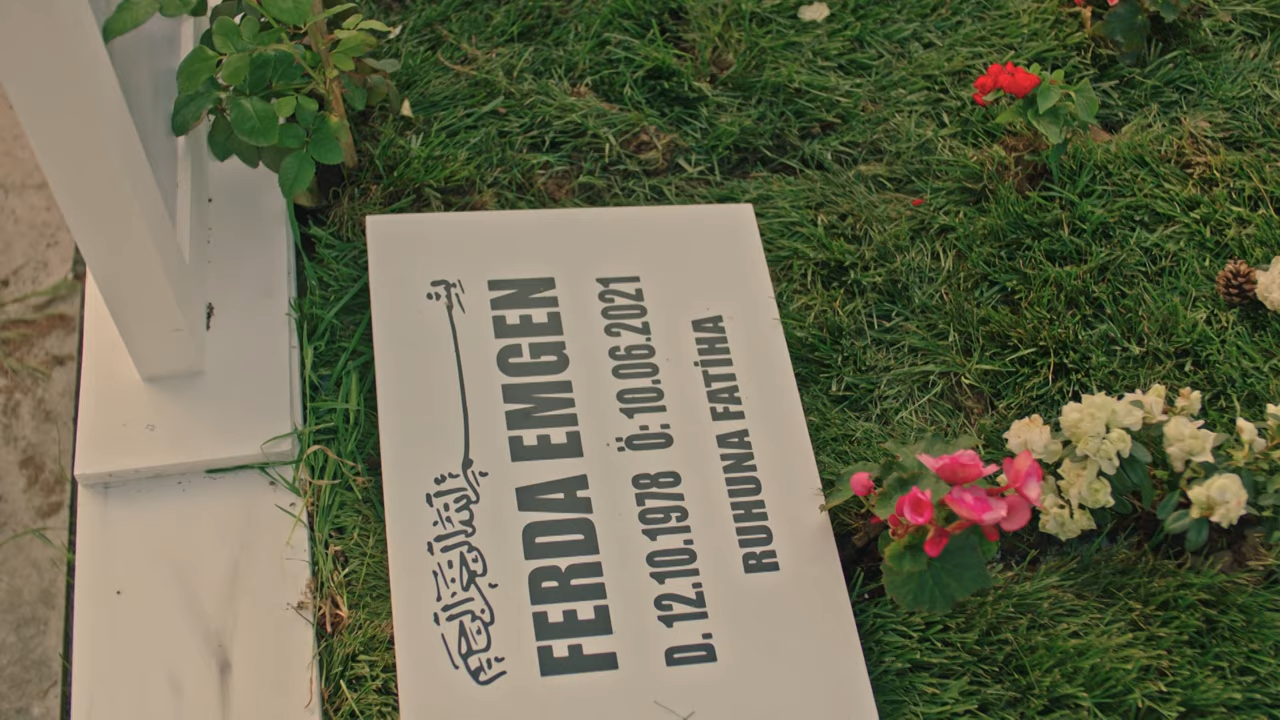 بسم الله الرحمن الرحيم
FERDA EMGEN
D. 12.10.1978 Ö: 10.06.2021
RUHUNA FATİHA